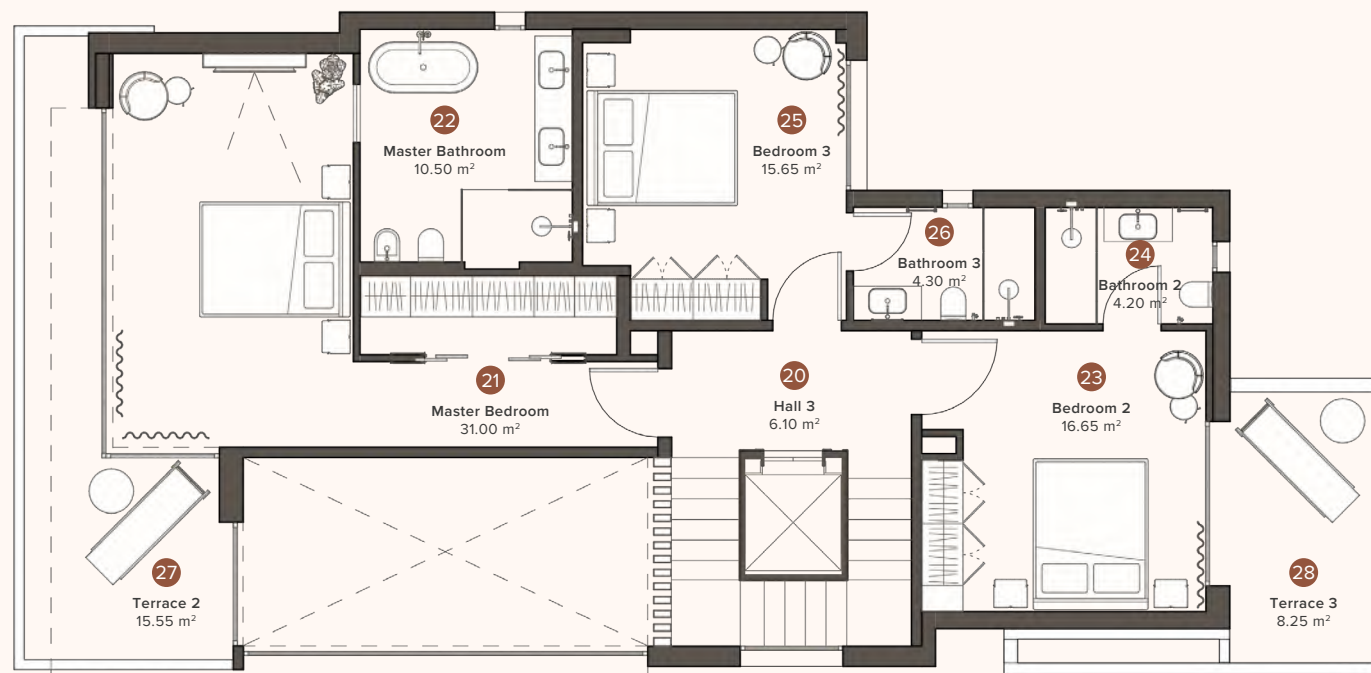 22
Master Bathroom
10.50 m²
25
Bedroom 3
15.65 m²
26
Bathroom 3
4.30 m²
24
Bathroom 2
4.20 m²
21
Master Bedroom
31.00 m²
20
Hall 3
6.10 m²
23
Bedroom 2
16.65 m²
27
Terrace 2
15.55 m²
28
Terrace 3
8.25 m²